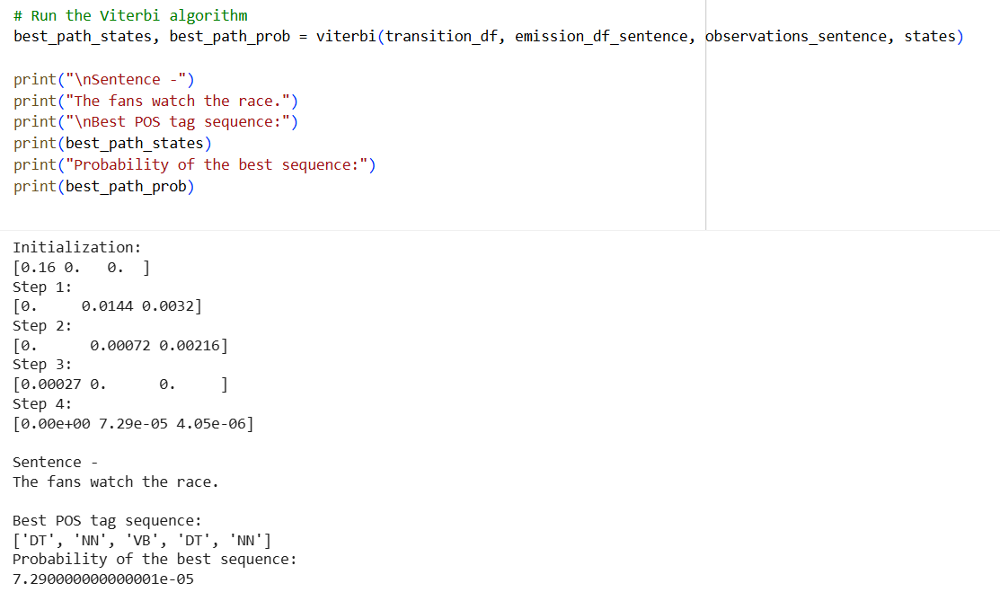 # Run the Viterbi algorithm
best_path_states, best_path_prob = viterbi(transition_df, emission_df_sentence, observations_sentence, states)
print("\nSentence -")
print("The fans watch the race.")
print("\nBest POS tag sequence:")
print(best_path_states)
print("Probability of the best sequence:")
print(best_path_prob)
Initialization:
[0.16 0.   0.  ]
Step 1:
[0.     0.0144 0.0032]
Step 2:
[0.      0.00072 0.00216]
Step 3:
[0.00027 0.      0.     ]
Step 4:
[0.00e+00 7.29e-05 4.05e-06]
Sentence -
The fans watch the race.
Best POS tag sequence:
['DT', 'NN', 'VB', 'DT', 'NN']
Probability of the best sequence:
7.290000000000001e-05